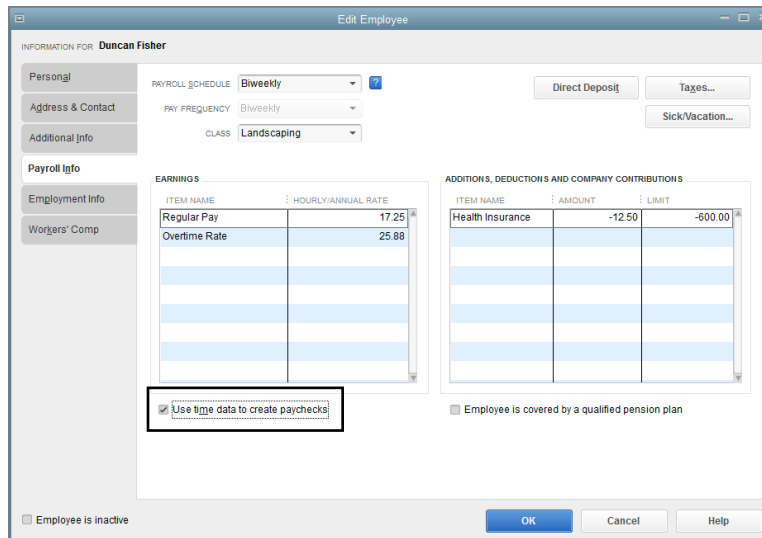 Edit Employee
INFORMATION FOR Duncan Fisher
Personal
Address & Contact
Additional Info
Payroll Info
Employment Info
Workers' Comp
PAYROLL SCHEDULE Biweekly ?
PAY FREQUENCY Biweekly
CLASS Landscaping
Direct Deposit Taxes...
Sick/Vacation...
EARNINGS
ITEM NAME HOURLY/ANNUAL RATE
Regular Pay 17.25
Overtime Rate 25.88
Use time data to create paychecks
ADDITIONS, DEDUCTIONS AND COMPANY CONTRIBUTIONS
ITEM NAME AMOUNT LIMIT
Health Insurance -12.50 -600.00
Employee is covered by a qualified pension plan
Employee is inactive
OK Cancel Help